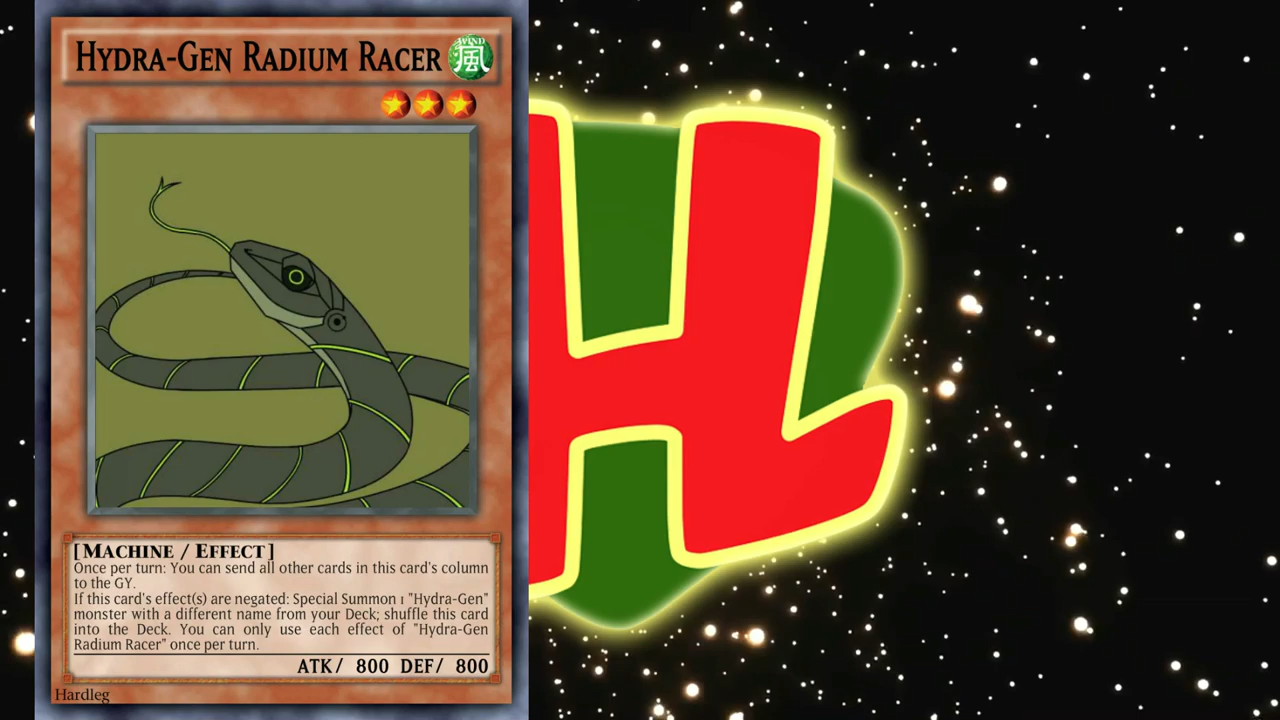 HYDRA-GEN RADIUM RACER
WIND
風
[MACHINE / EFFECT]
Once per turn: You can send all other cards in this card's column
to the GY.
If this card's effect(s) are negated: Special Summon 1 "Hydra-Gen"
monster with a different name from your Deck; shuffle this card
into the Deck. You can only use each effect of "Hydra-Gen
Radium Racer" once per turn.
ATK/ 800 DEF/ 800
Hardleg
H